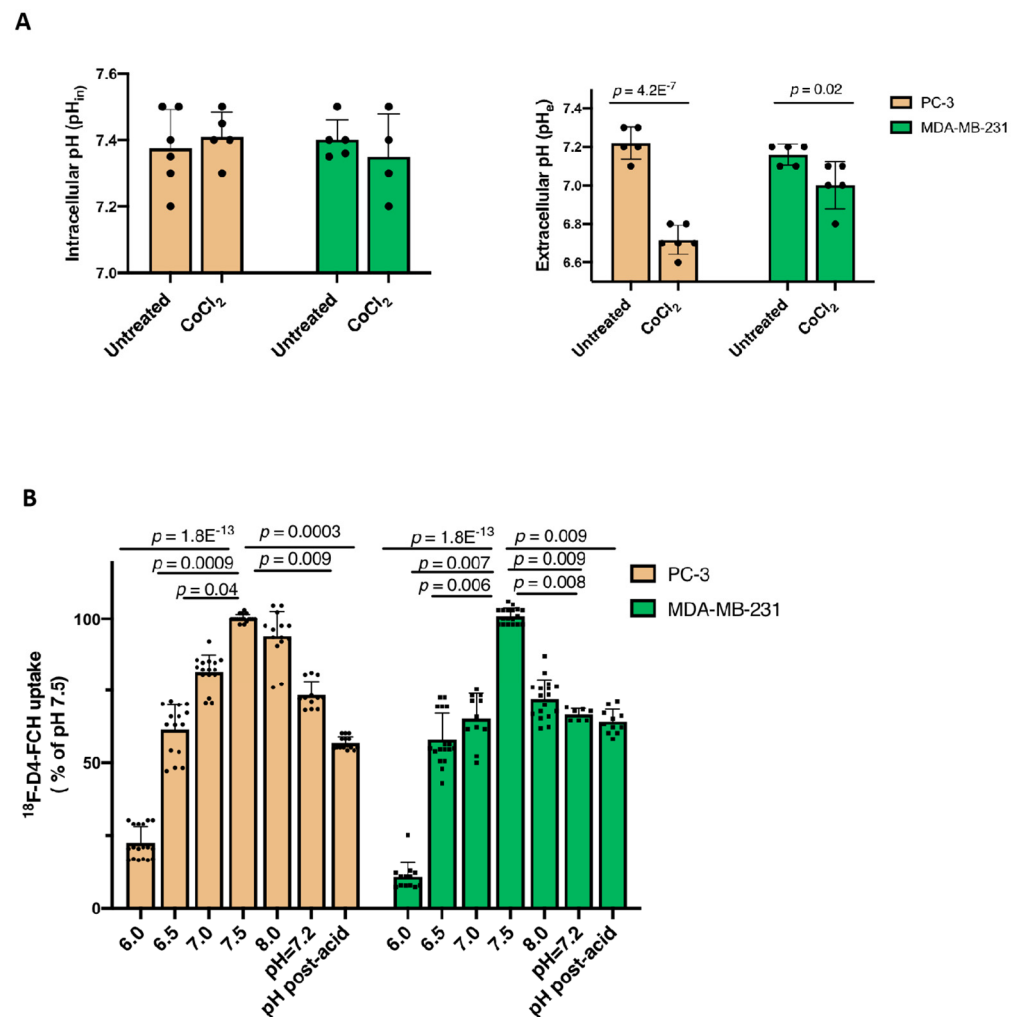 A
Intracellular pH (pHin)
7.6
7.4
7.2
7.0
Untreated
CoCl2
Untreated
CoCl2
Extracellular pH (pHe)
7.4
7.2
7.0
6.8
6.6
p = 4.2E-7
p = 0.02
Untreated
CoCl2
Untreated
CoCl2
PC-3
MDA-MB-231
B
18F-D4-FCH uptake
( % of pH 7.5)
100
50
0
p = 1.8E-13
p = 0.0009
p = 0.04
p = 0.0003
p = 0.009
p = 1.8E-13
p = 0.007
p = 0.006
p = 0.009
p = 0.009
p = 0.008
PC-3
MDA-MB-231
6.0
6.5
7.0
7.5
8.0
pH=7.2
pH post-acid
6.0
6.5
7.0
7.5
8.0
pH=7.2
pH post-acid